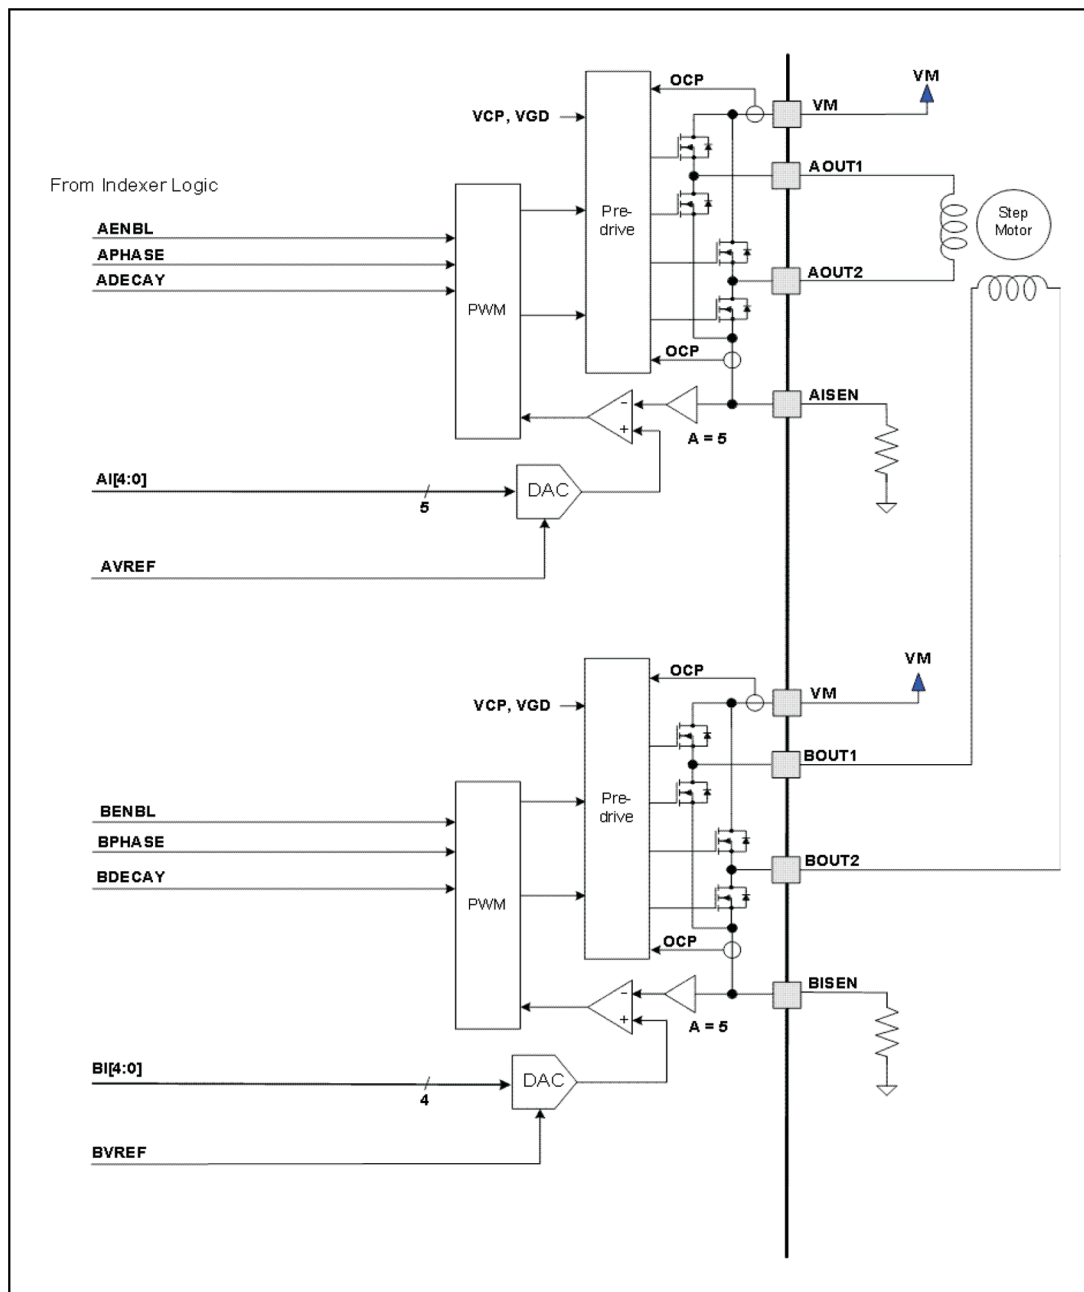 OCP
VM
VM
VCP, VGD
AOUT1
From Indexer Logic
Step
Motor
Pre-
drive
AENBL
APHASE
ADECAY
AOUT2
PWM
OCP
AISEN
-
+
A = 5
AI[4:0]
5
DAC
AVREF
VM
OCP
VM
VCP, VGD
BOUT1
Pre-
drive
BENBL
BPHASE
BOUT2
BDECAY
PWM
OCP
BISEN
-
+
A = 5
BI[4:0]
4
DAC
BVREF